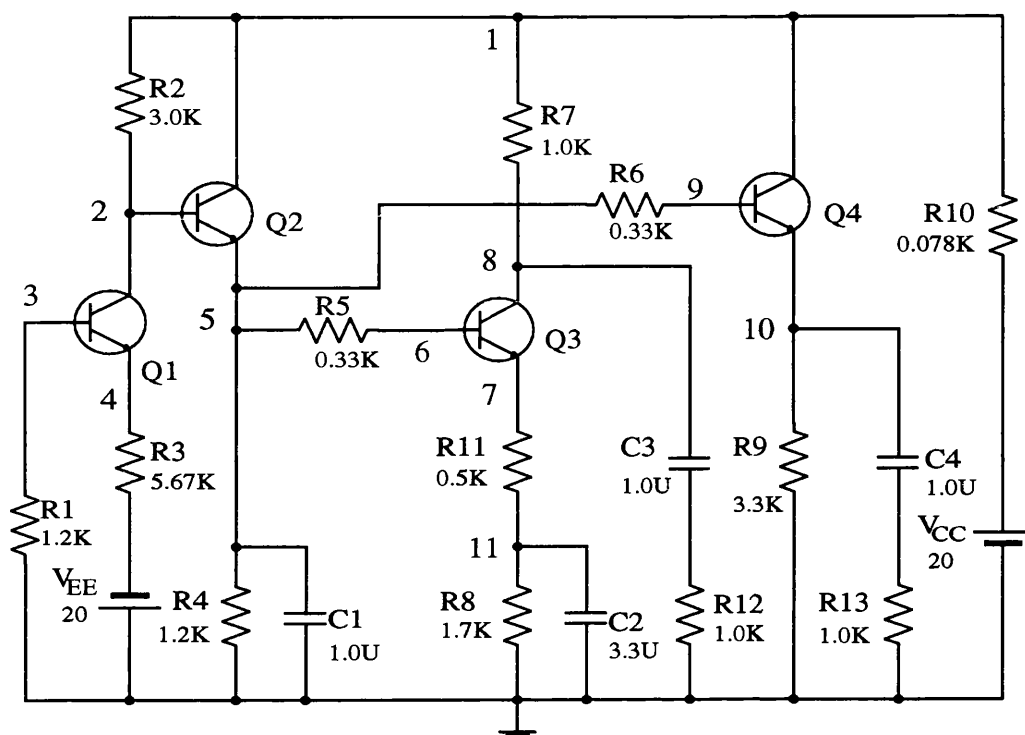 1
R2
3.0K
R7
1.0K
R6
9
0.33K
Q4
R10
0.078K
2
Q2
8
3
5
R5
0.33K
6
Q3
10
Q1
4
7
R3
5.67K
R11
0.5K
C3
1.0U
R9
3.3K
C4
1.0U
R1
1.2K
VCC
20
11
VEE
20
R4
1.2K
C1
1.0U
R8
1.7K
C2
3.3U
R12
1.0K
R13
1.0K